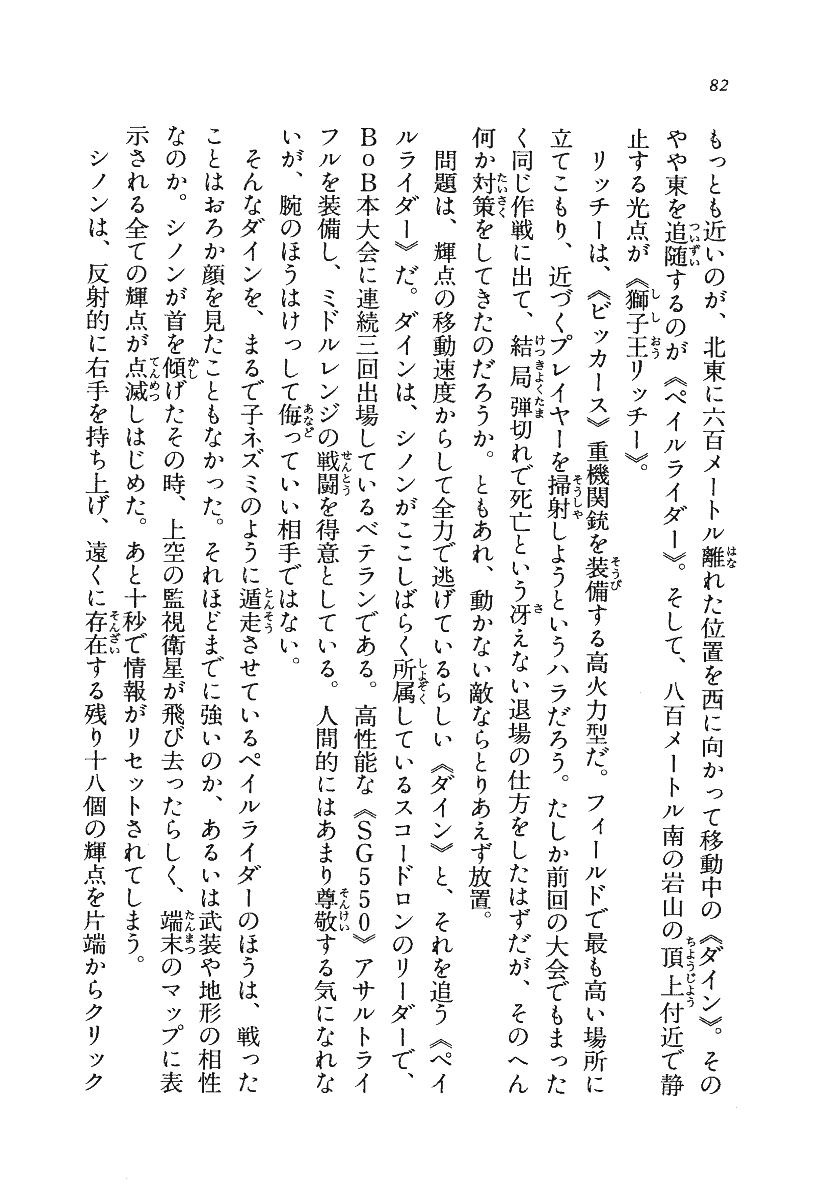 82
もっとも近いのが、北東に六百メートル離れた位置を西に向かって移動中の《ダイン》。その
やや東を追随するのが《ペイルライダー》。そして、八百メートル南の岩山の頂上付近で静
止する光点が《獅子王リッチー》。
リッチーは、《ビッカース》重機関銃を装備する高火力型だ。フィールドで最も高い場所に
立てこもり、近づくプレイヤーを掃射しようというハラだろう。たしか前回の大会でもまった
く同じ作戦に出て、結局弾切れで死亡という冴えない退場の仕方をしたはずだが、そのへん
何か対策をしてきたのだろうか。ともあれ、動かない敵ならとりあえず放置。
問題は、輝点の移動速度からして全力で逃げているらしい《ダイン》と、それを追う《ペイ
ルライダー》だ。ダインは、シノンがここしばらく所属しているスコードロンのリーダーで、
BoB本大会に連続三回出場しているベテランである。高性能な《SG550》アサルトライ
フルを装備し、ミドルレンジの戦闘を得意としている。人間的にはあまり尊敬する気になれな
いが、腕のほうはけっして侮っていい相手ではない。
そんなダインを、まるで子ネズミのように遁走させているペイルライダーのほうは、戦った
ことはおろか顔を見たこともなかった。それほどまでに強いのか、あるいは武装や地形の相性
なのか。シノンが首を傾げたその時、上空の監視衛星が飛び去ったらしく、端末のマップに表
示される全ての輝点が点滅しはじめた。あと十秒で情報がリセットされてしまう。
シノンは、反射的に右手を持ち上げ、遠くに存在する残り十八個の輝点を片端からクリック